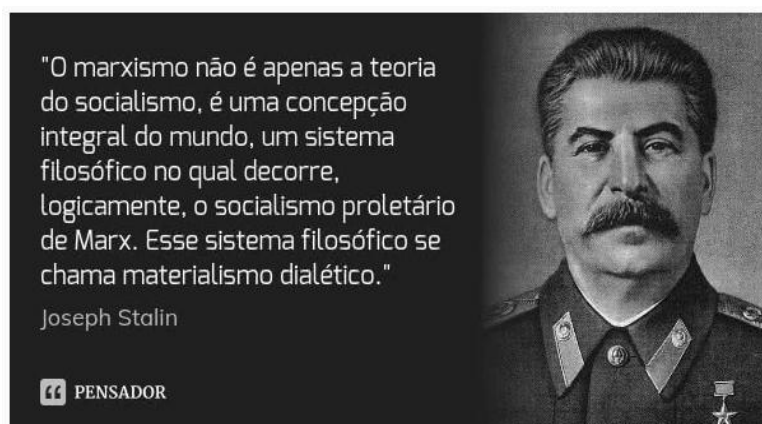 "O marxismo não é apenas a teoria
do socialismo, é uma concepção
integral do mundo, um sistema
filosófico no qual decorre,
logicamente, o socialismo proletário
de Marx. Esse sistema filosófico se
chama materialismo dialético."
Joseph Stalin
PENSADOR